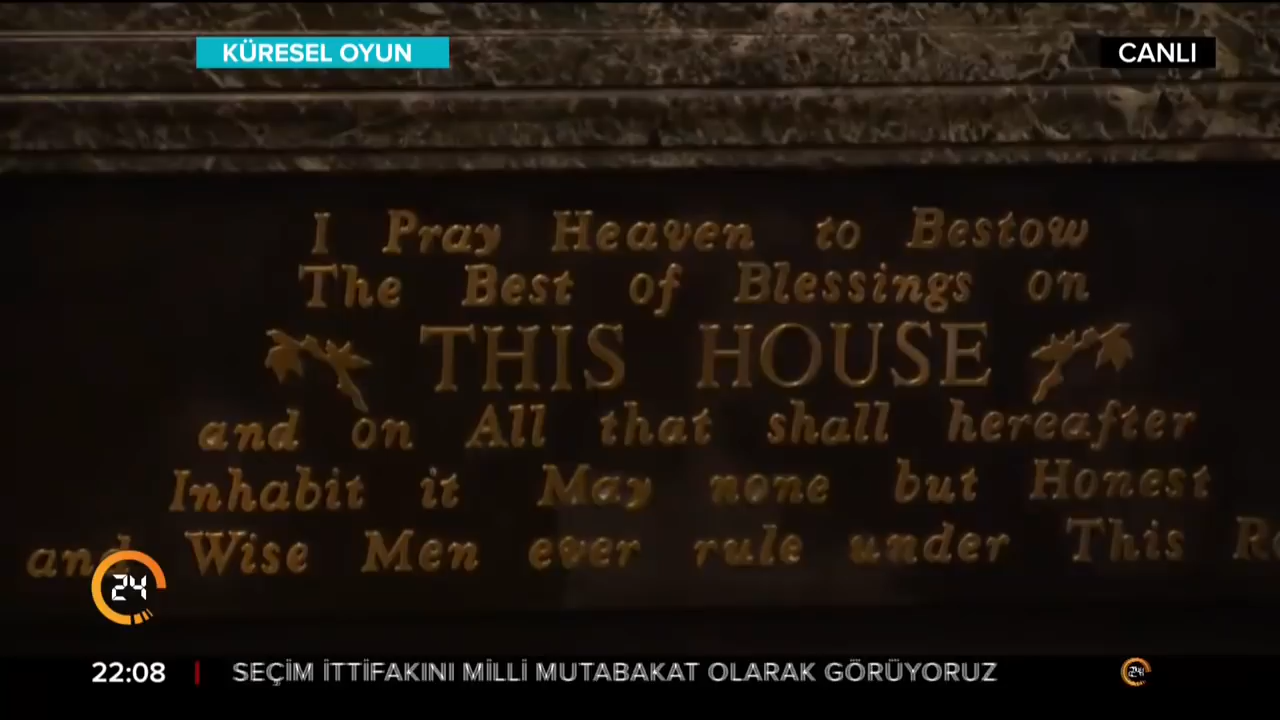 KÜRESEL OYUN
CANLI
I Pray Heaven to Bestow
The Best of Blessings on
THIS HOUSE
and on All that shall hereafter
Inhabit it May none but Honest
and Wise Men ever rule under This
24
22:08 SEÇİM İTTİFAKINI MİLLİ MUTABAKAT OLARAK GÖRÜYORUZ
24